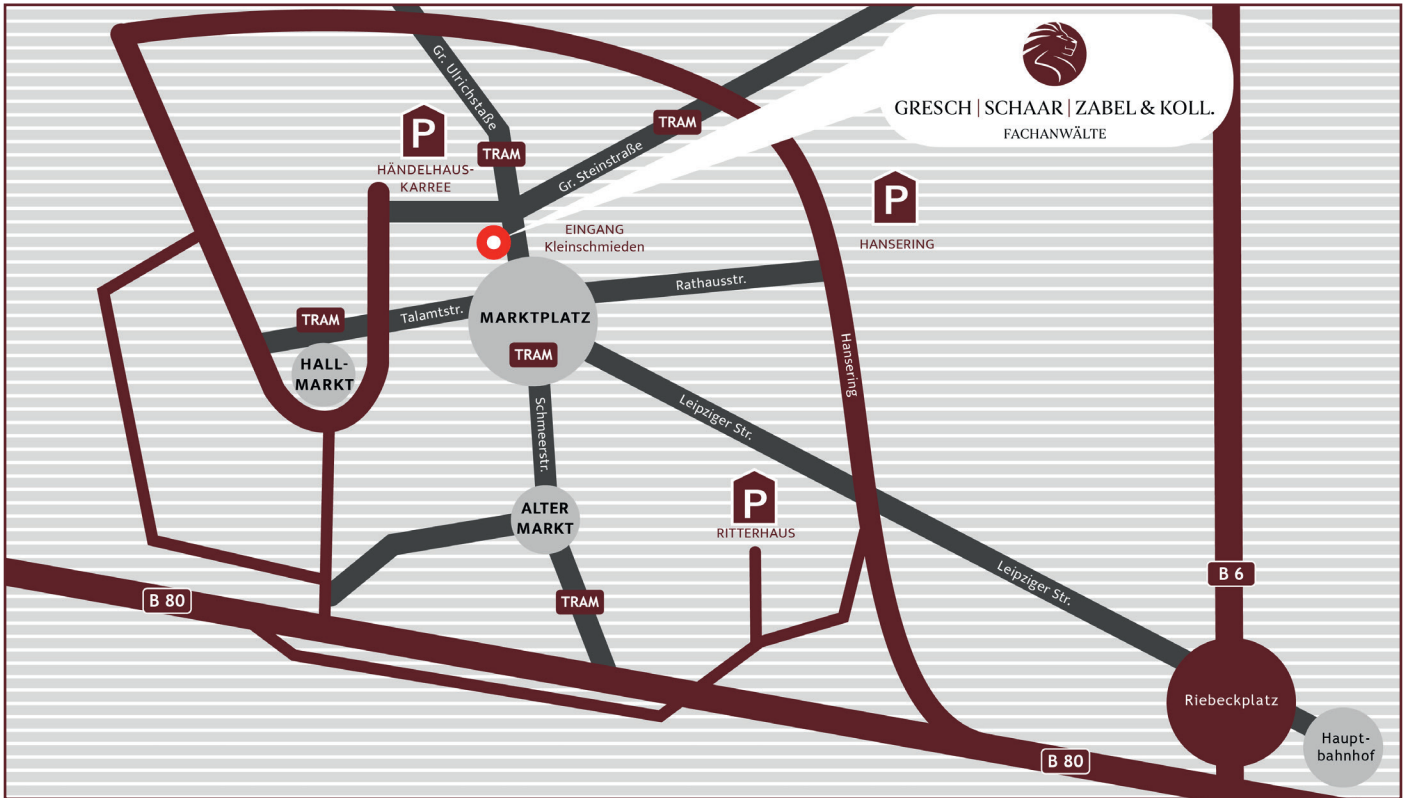 GRESCH | SCHAAR | ZABEL & KOLL.
FACHANWÄLTE
Gr. Ulrichstaße
TRAM
P
HÄNDELHAUS-
KARREE
TRAM
Gr. Steinstraße
P
HANSERING
EINGANG
Kleinschmieden
Rathausstr.
Talamtstr.
TRAM
MARKTPLATZ
TRAM
HALL-
MARKT
Hansering
Schmeerstr.
Leipziger Str.
P
RITTERHAUS
ALTER
MARKT
TRAM
Leipziger Str.
B 6
B 80
Riebeckplatz
Haupt-
bahnhof
B 80